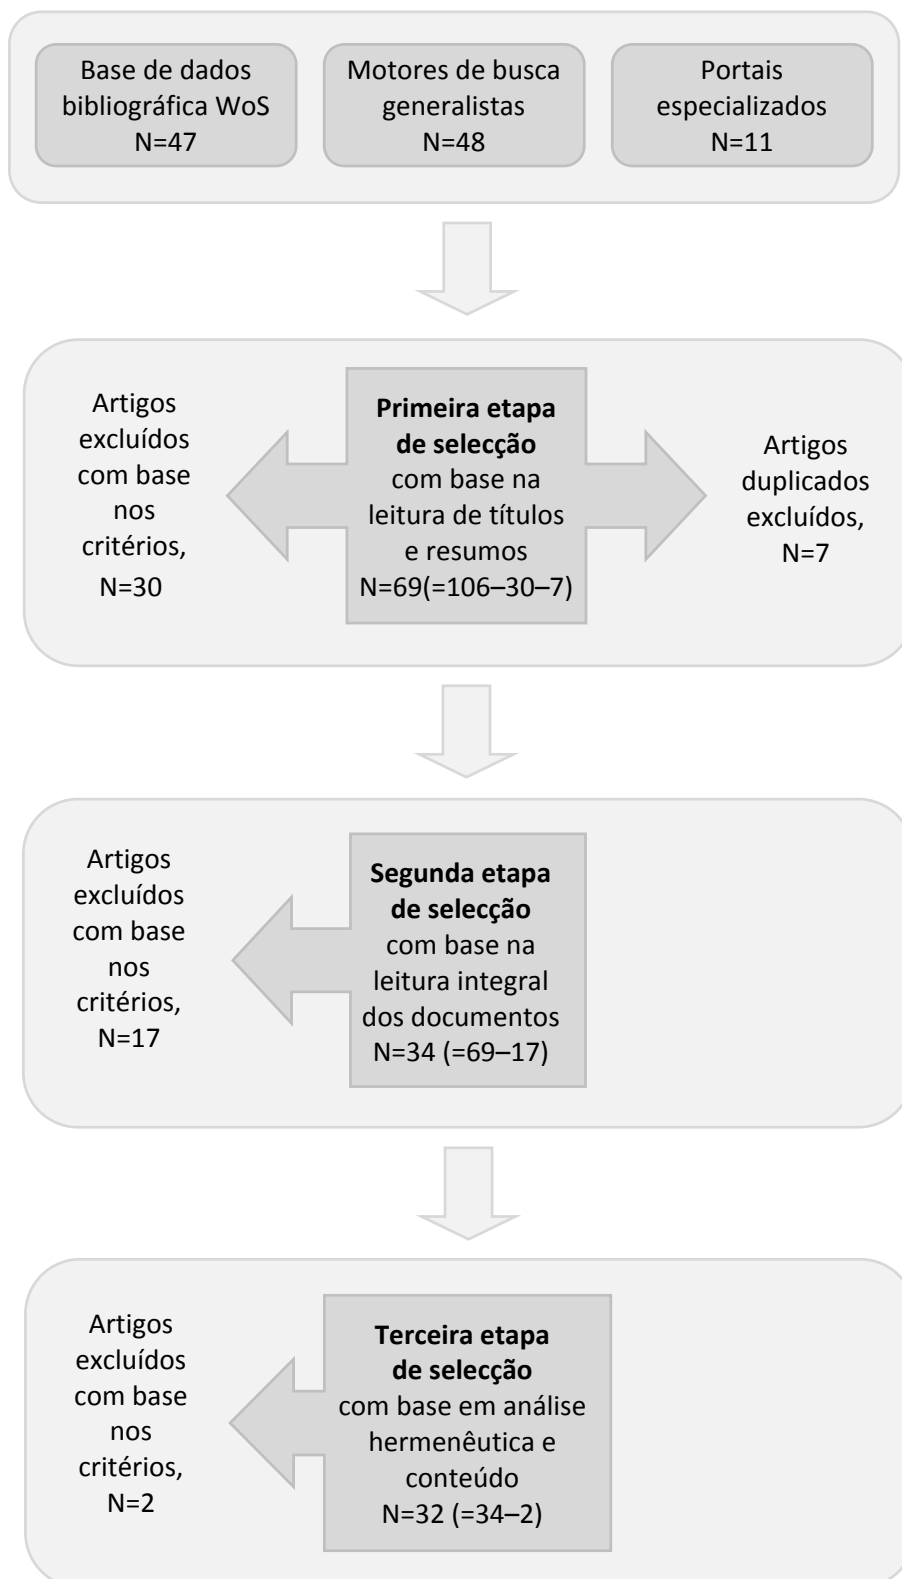 Base de dados
bibliográfica WoS
N=47
Motores de busca
generalistas
N=48
Portais
especializados
N=11
Artigos
excluídos
com base
nos
critérios,
N=30
Primeira etapa
de selecção
com base na
leitura de títulos
e resumos
N=69(=106–30–7)
Artigos
duplicados
excluídos,
N=7
Artigos
excluídos
com base
nos
critérios,
N=17
Segunda etapa
de selecção
com base na
leitura integral
dos documentos
N=34 (=69–17)
Artigos
excluídos
com base
nos
critérios,
N=2
Terceira etapa
de selecção
com base em análise
hermenêutica e
conteúdo
N=32 (=34–2)